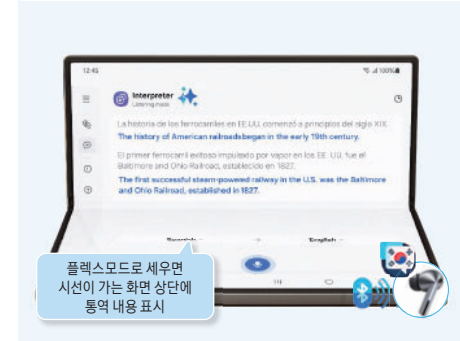 12:45
100%
Interpreter
Listening mode
La historia de los ferrocarriles en EE.UU. comenzó a principios del siglo XIX.
The history of American railroads began in the early 19th century.
El primer ferrocarril exitoso impulsado por vapor en los EE. UU. fue el
Baltimore and Ohio Railroad, establecido en 1827.
The first successful steam-powered railway in the U.S. was the Baltimore
and Ohio Railroad, established in 1827.
Spanish
English
플렉스모드로 세우면
시선이 가는 화면 상단에
통역 내용 표시